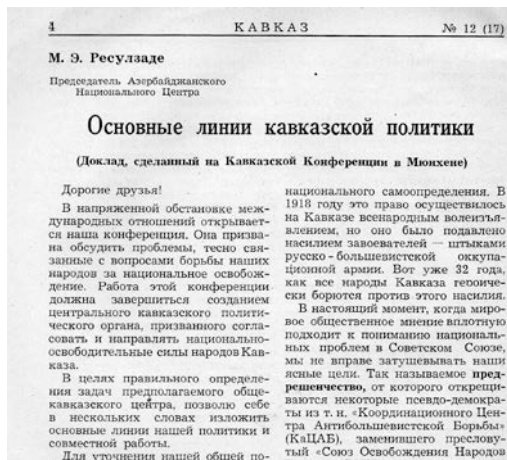 4
КАВКАЗ
№ 12 (17)
М. Э. Ресулзаде
Председатель Азербайджанского
Национального Центра
Основные линии кавказской политики
(Доклад, сделанный на Кавказской Конференции в Мюнхене)
Дорогие друзья!
В напряженной обстановке меж-
дународных отношений открывает-
ся наша конференция. Она призва-
на обсудить проблемы, тесно свя-
занные с вопросами борьбы наших
народов за национальное освобож-
дение. Работа этой конференции
должна завершиться созданием
центрального кавказского полити-
ческого органа, призванного согла-
совать и направлять национально-
освободительные силы народов Кав-
каза.
В целях правильного определе-
ния задач предполагаемого обще-
кавказского центра, позволю себе
в нескольких словах изложить
основные линии нашей политики и
совместной работы.
Для уточнения нашей общей по-
национального самоопределения. В
1918 году это право осуществилось
на Кавказе всенародным волеизъя-
влением, но оно было подавлено
насилием завоевателей — штыками
русско-большевистской оккупа-
ционной армии. Вот уже 32 года,
как все народы Кавказа героиче-
ски борются против этого насилия.
В настоящий момент, когда миро-
вое общественное мнение вплотную
подходит к пониманию националь-
ных проблем в Советском Союзе,
мы не вправе затушевывать наши
ясные цели. Так называемое пред-
решенчество, от которого открещи-
ваются некоторые псевдо-демокра-
ты из т. н. «Координационного Цен-
тра Антибольшевистской Борьбы»
(КаЦАБ), заменившего пресловy-
тый «Союз Освобождения Народов